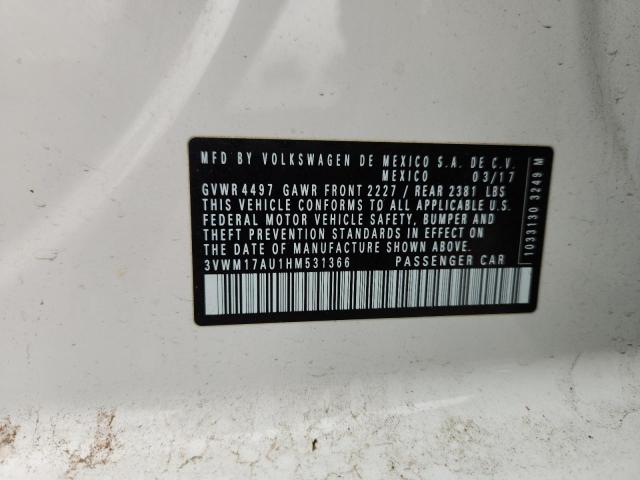 MFD BY VOLKSWAGEN DE MEXICO S.A. DE C.V.
MEXICO 03/17
GVWR 4497 GAWR FRONT 2227 / REAR 2381 LBS
THIS VEHICLE CONFORMS TO ALL APPLICABLE U.S.
FEDERAL MOTOR VEHICLE SAFETY, BUMPER AND
THEFT PREVENTION STANDARDS IN EFFECT ON THE
DATE OF MANUFACTURE SHOWN ABOVE.
3VWM17AU1HM531366 PASSENGER CAR
1033130 3249 M